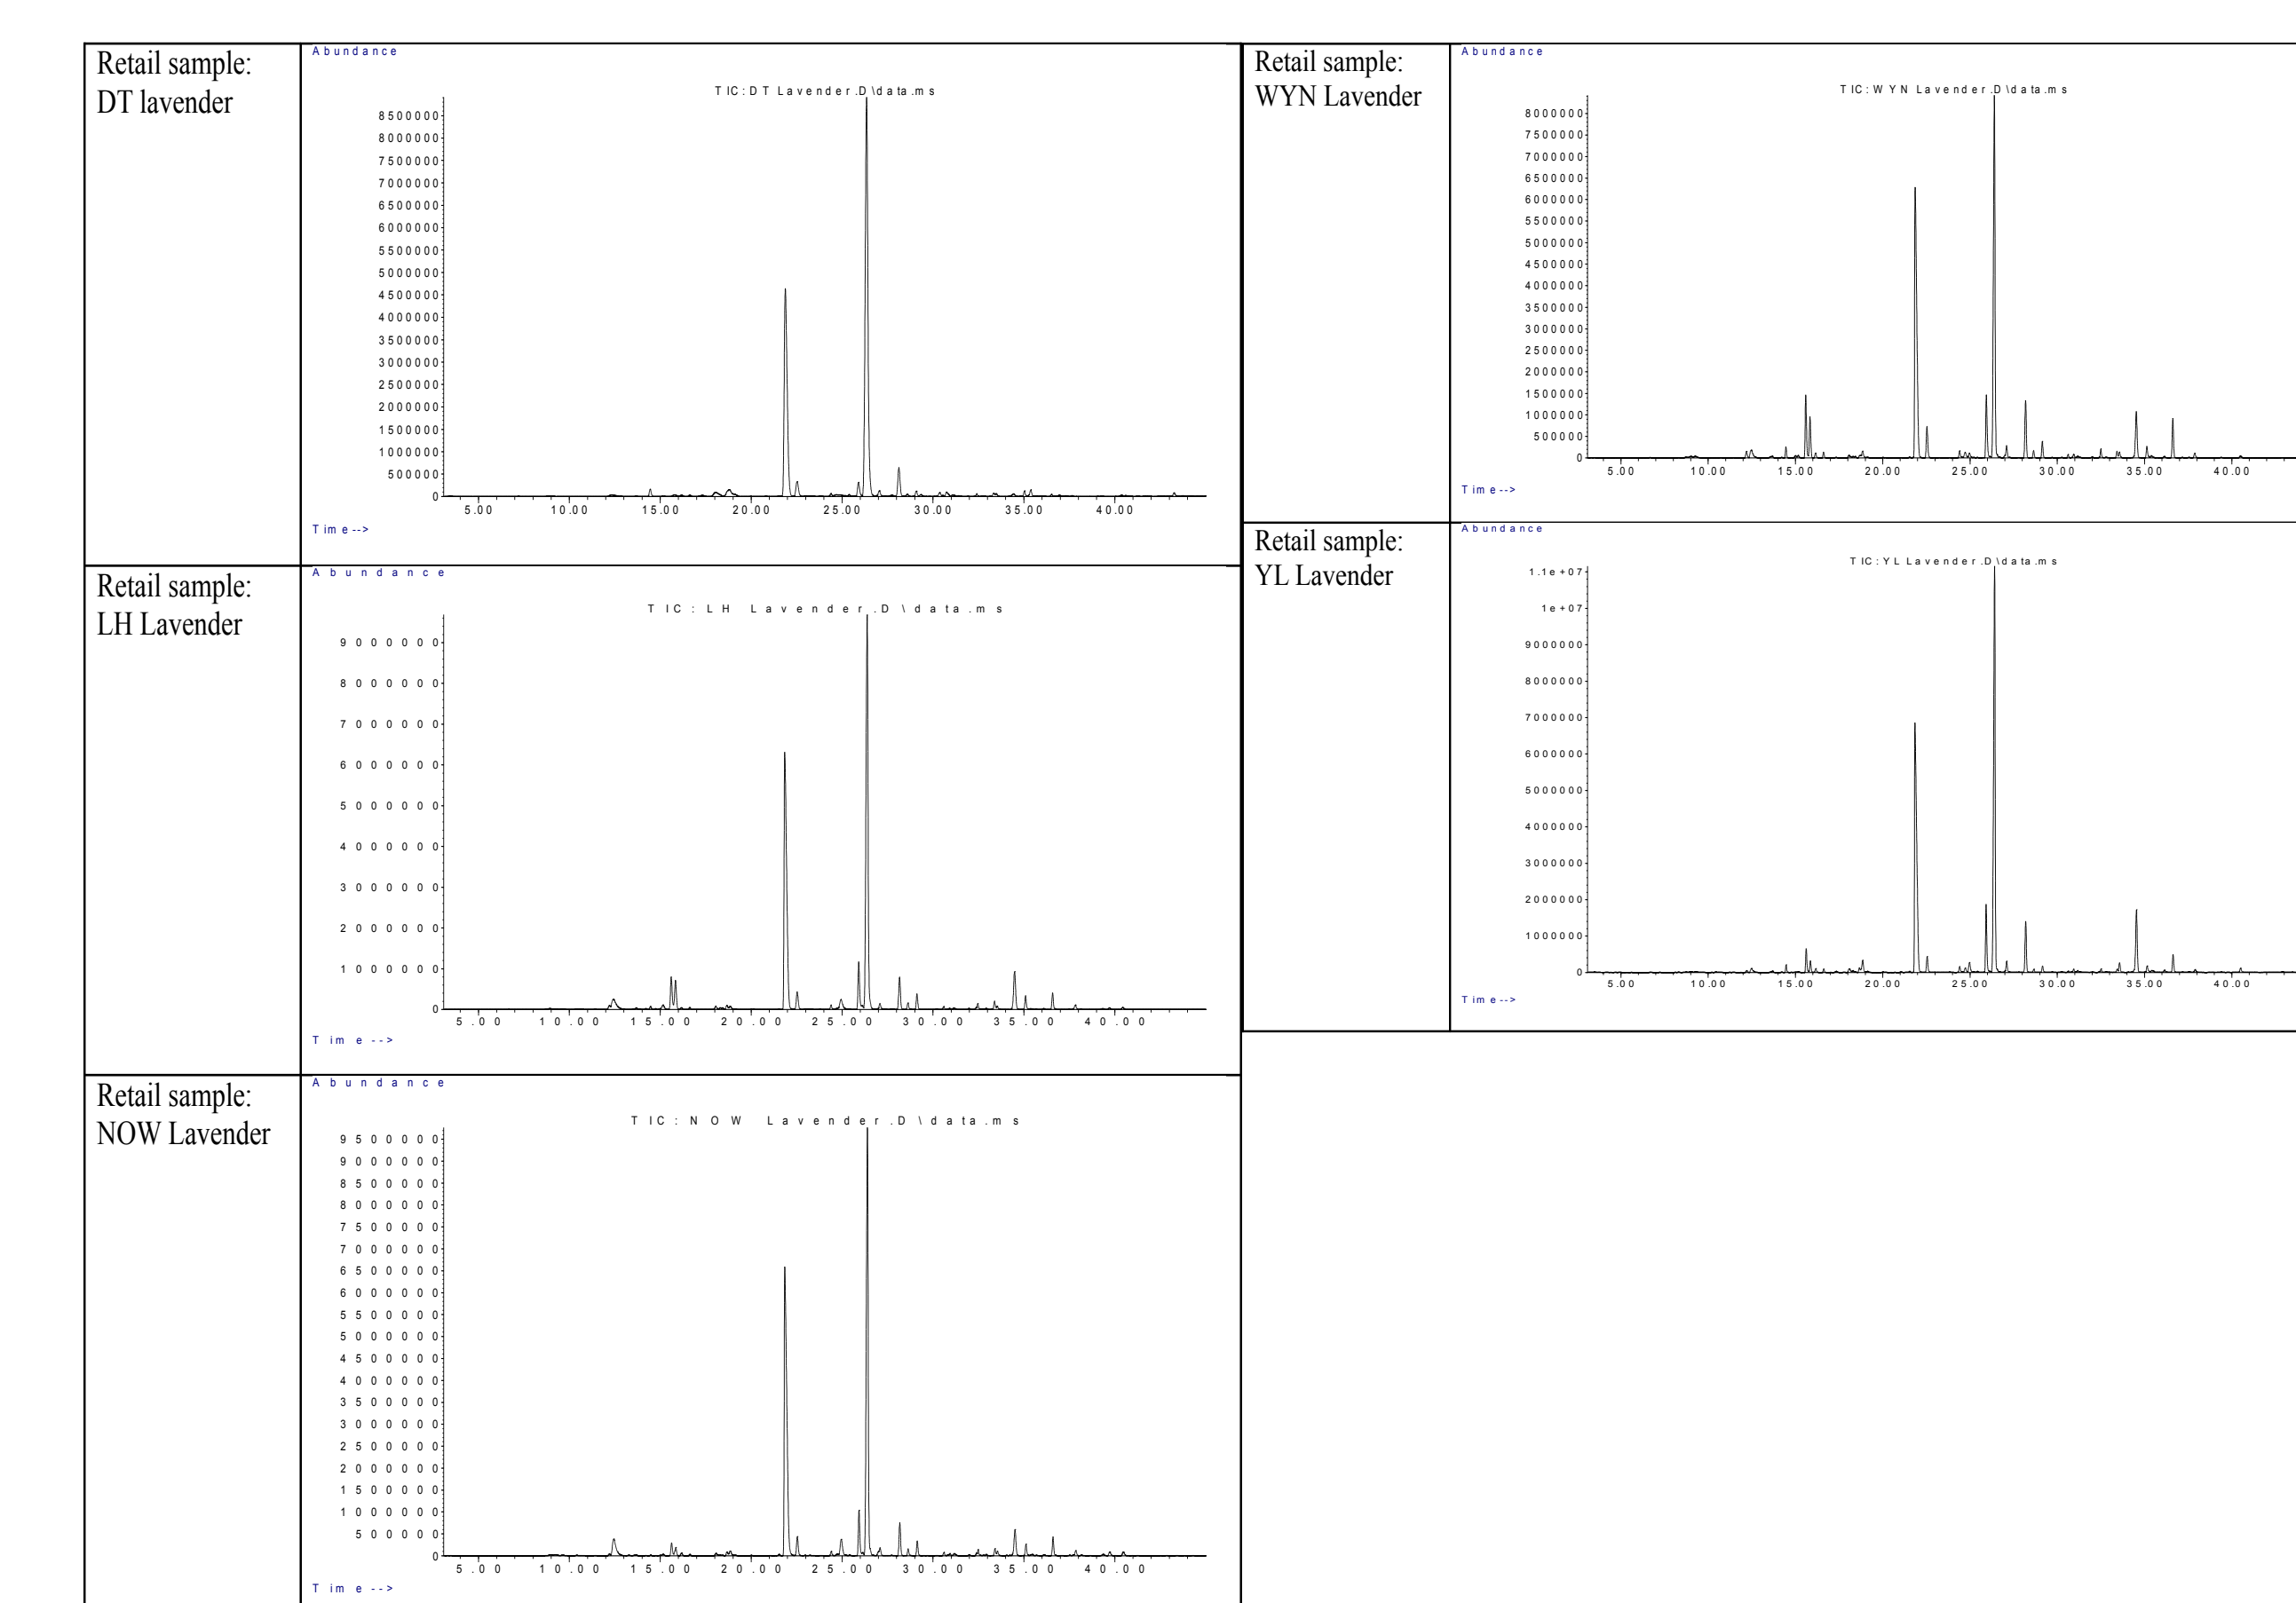 Retail sample:
DT lavender
Abundance
TIC: DT Lavender.D\data.ms
8500000
8000000
7500000
7000000
6500000
6000000
5500000
5000000
4500000
4000000
3500000
3000000
2500000
2000000
1500000
1000000
500000
0
5.00 10.00 15.00 20.00 25.00 30.00 35.00 40.00
Time-->
Retail sample:
LH Lavender
Abundance
TIC: LH Lavender.D\data.ms
9000000
8000000
7000000
6000000
5000000
4000000
3000000
2000000
1000000
0
5.00 10.00 15.00 20.00 25.00 30.00 35.00 40.00
Time-->
Retail sample:
NOW Lavender
Abundance
TIC: NOW Lavender.D\data.ms
9500000
9000000
8500000
8000000
7500000
7000000
6500000
6000000
5500000
5000000
4500000
4000000
3500000
3000000
2500000
2000000
1500000
1000000
500000
0
5.00 10.00 15.00 20.00 25.00 30.00 35.00 40.00
Time-->
Retail sample:
WYN Lavender
Abundance
TIC: WYN Lavender.D\data.ms
8000000
7500000
7000000
6500000
6000000
5500000
5000000
4500000
4000000
3500000
3000000
2500000
2000000
1500000
1000000
500000
0
5.00 10.00 15.00 20.00 25.00 30.00 35.00 40.00
Time-->
Retail sample:
YL Lavender
Abundance
TIC: YL Lavender.D\data.ms
1.1e+07
1e+07
9000000
8000000
7000000
6000000
5000000
4000000
3000000
2000000
1000000
0
5.00 10.00 15.00 20.00 25.00 30.00 35.00 40.00
Time-->